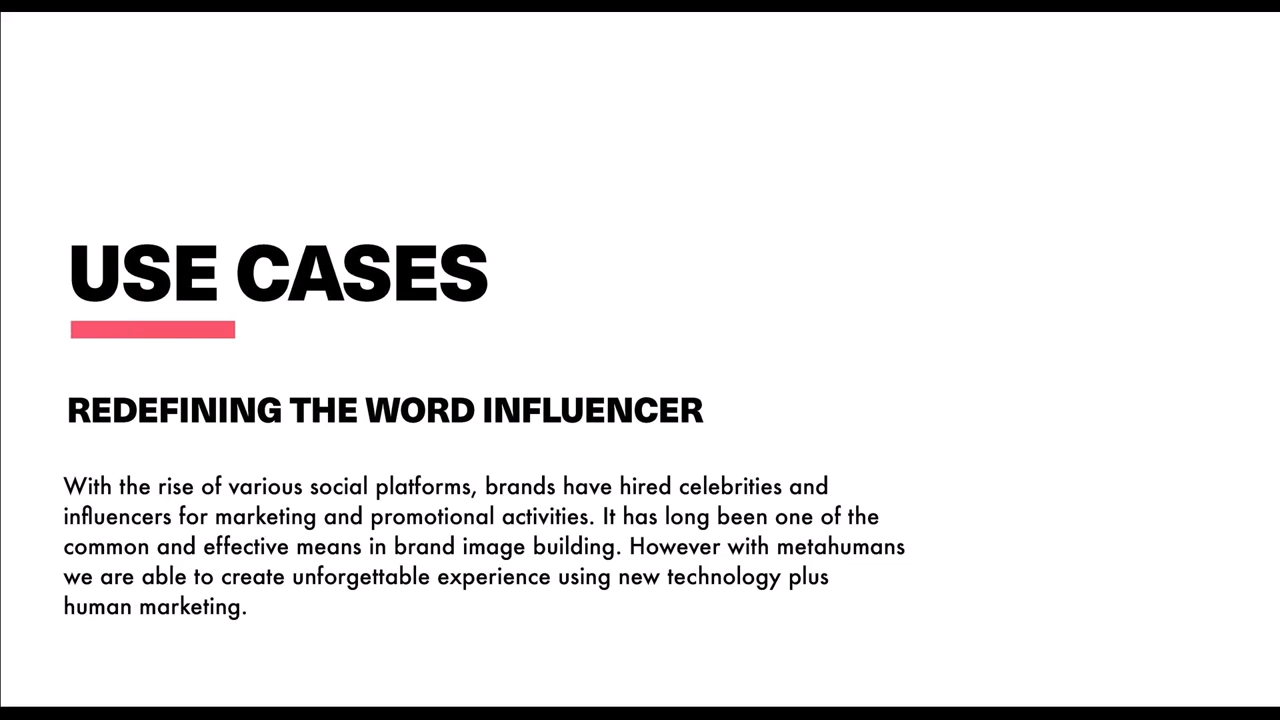 USE CASES
REDEFINING THE WORD INFLUENCER
With the rise of various social platforms, brands have hired celebrities and
influencers for marketing and promotional activities. It has long been one of the
common and effective means in brand image building. However with metahumans
we are able to create unforgettable experience using new technology plus
human marketing.